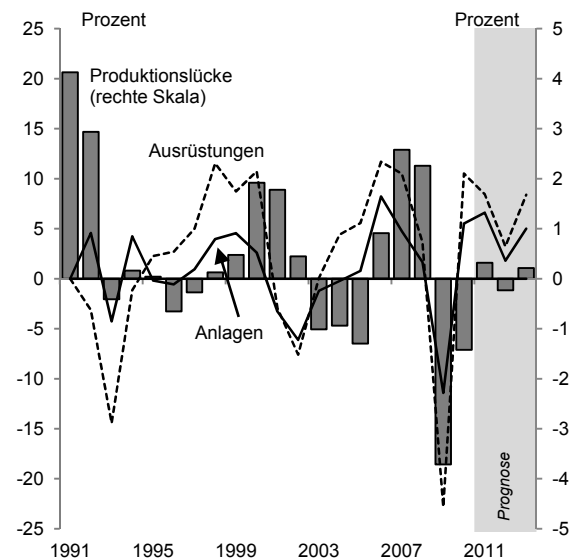 Prozent Prozent
25 5
20 4
15 3
10 2
5 1
0 0
-5 -1
-10 -2
-15 -3
-20 -4
-25 -5
Produktionslücke
(rechte Skala)
Ausrüstungen
Anlagen
Prognose
1991 1995 1999 2003 2007 2011